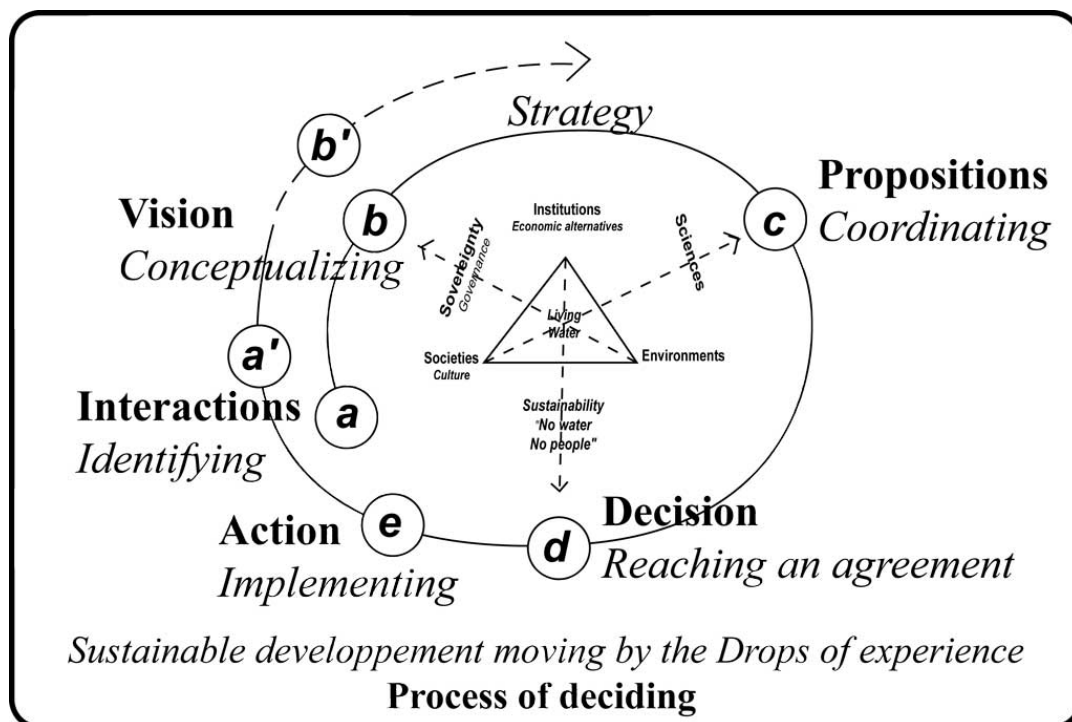 Strategy
b'
Vision
Conceptualizing
b
Institutions
Economic alternatives
Sovereignty
Governance
Sciences
c
Propositions
Coordinating
Living
Water
Societies
Culture
Environments
a'
Interactions
Identifying
a
Sustainability
"No water
No people"
Action
Implementing
e
d
Decision
Reaching an agreement
Sustainable developpement moving by the Drops of experience
Process of deciding